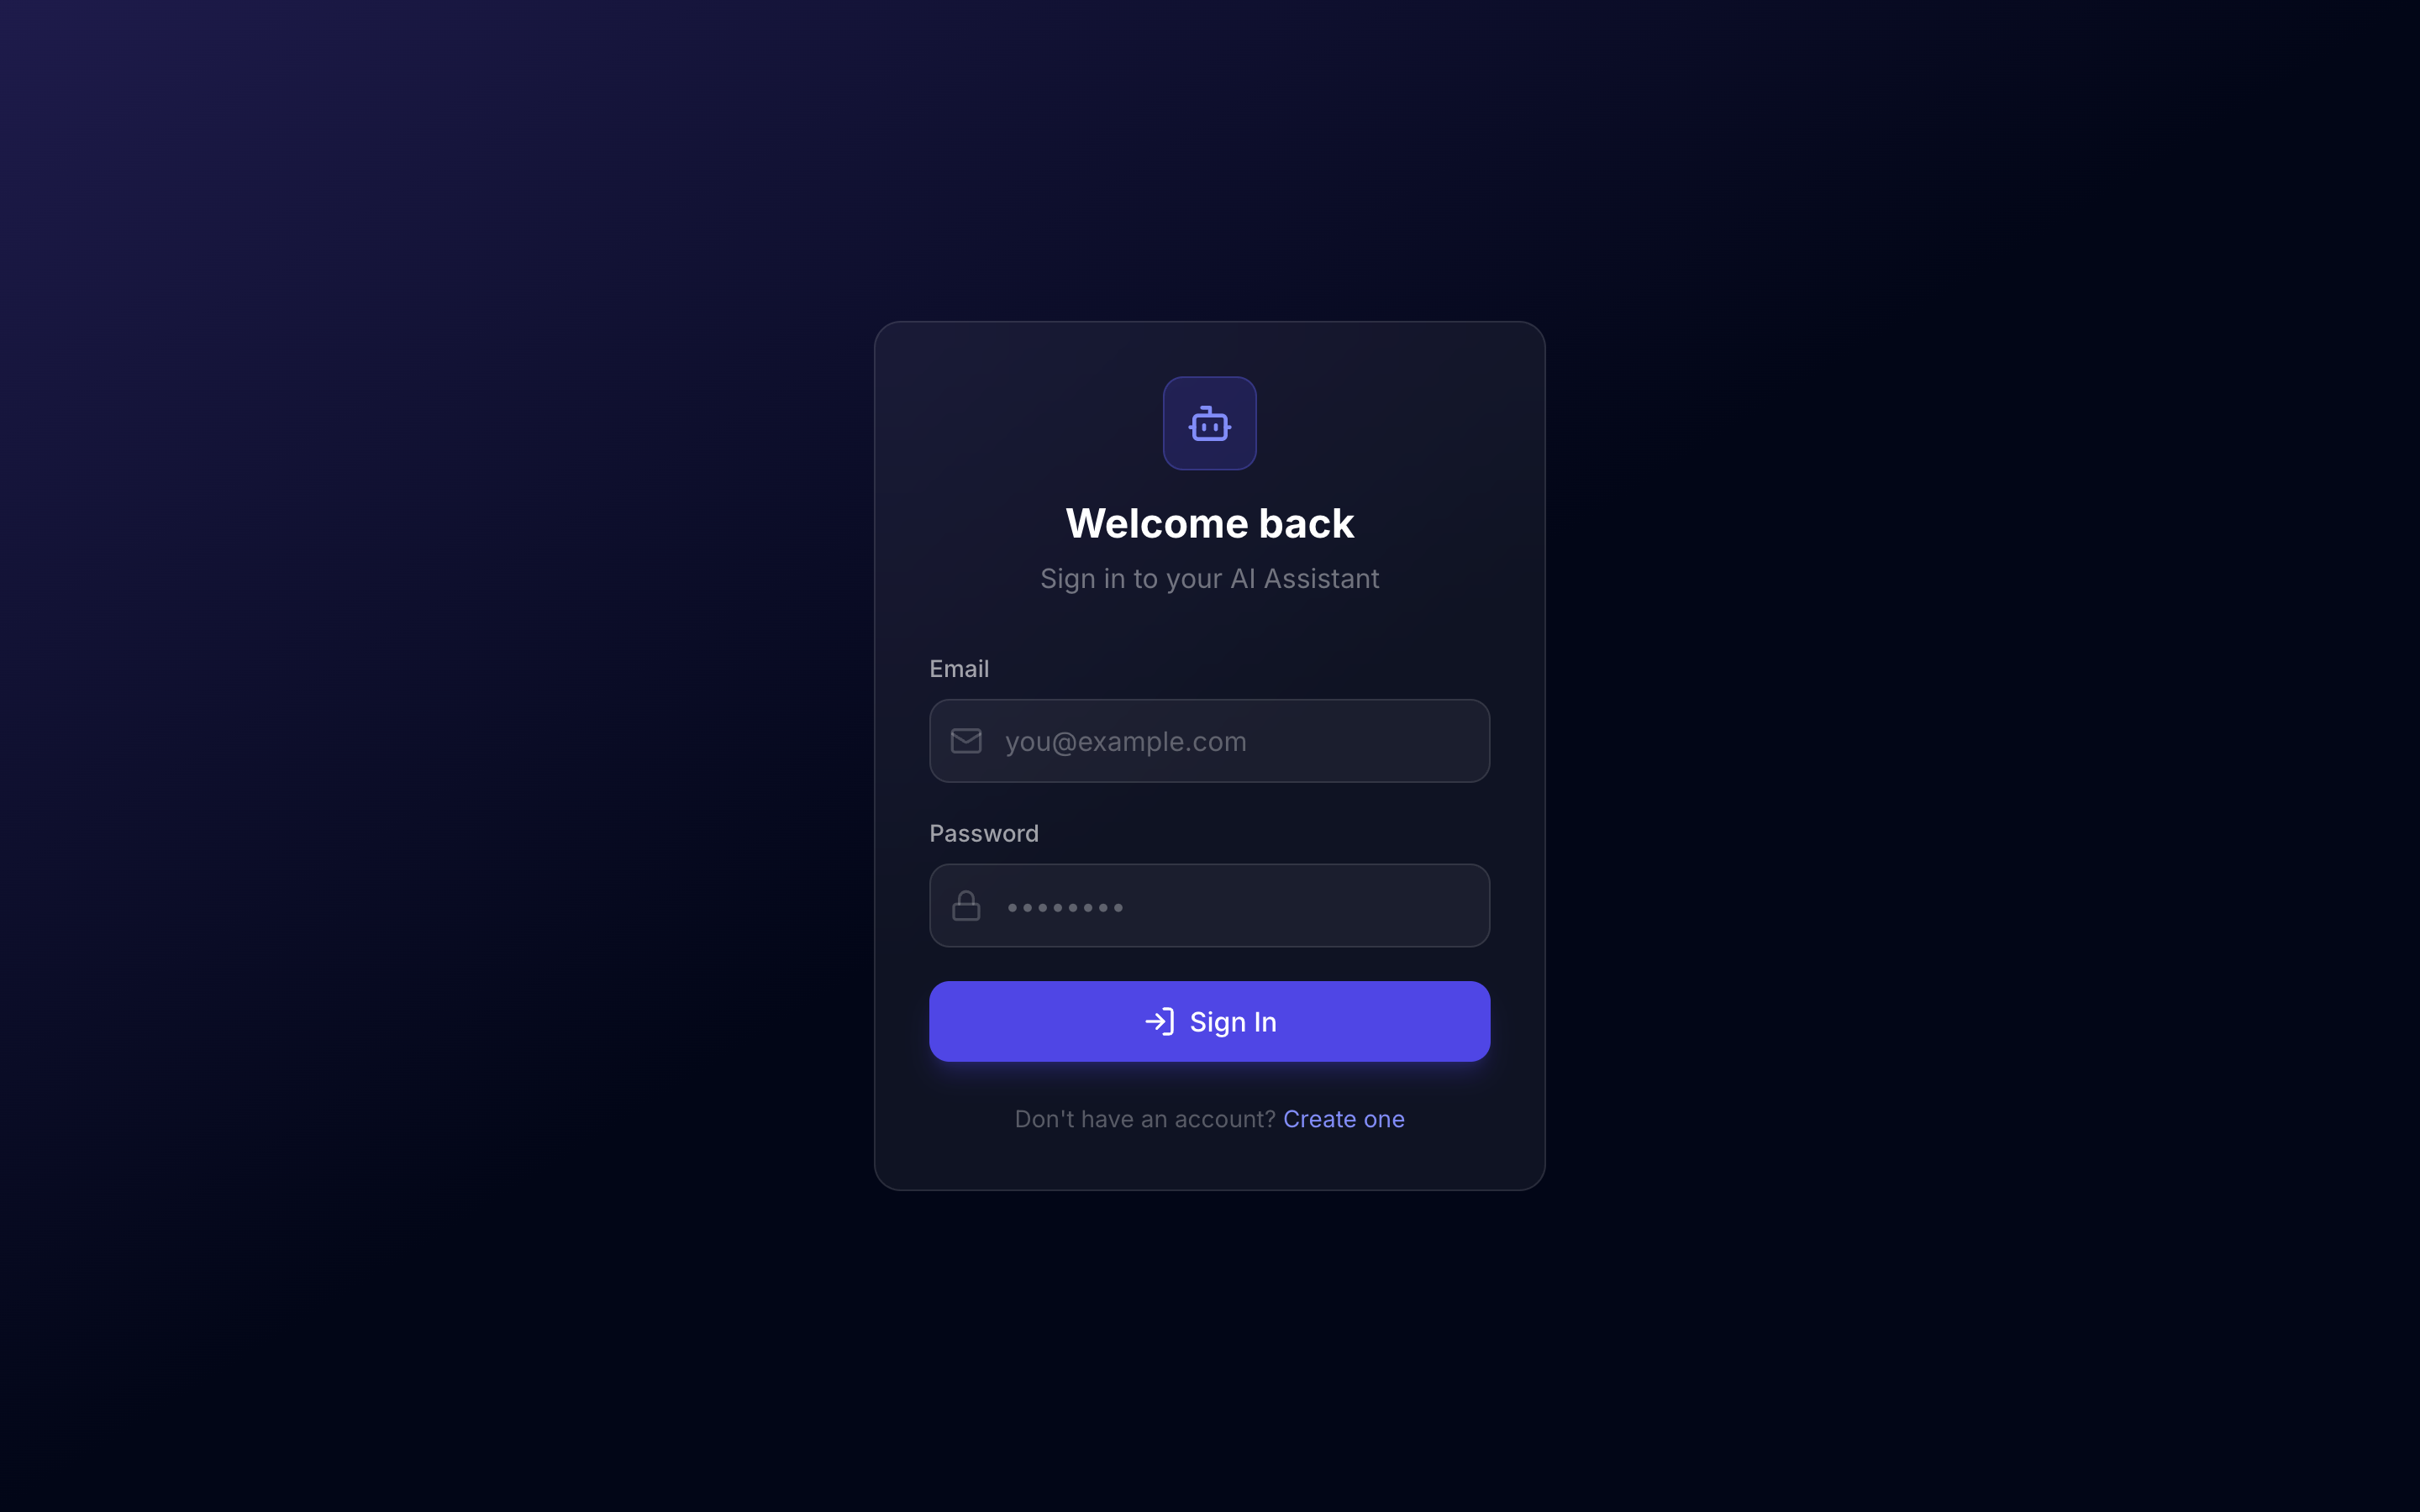 Welcome back
Sign in to your AI Assistant
Email
you@example.com
Password
••••••••
Sign In
Don't have an account? Create one